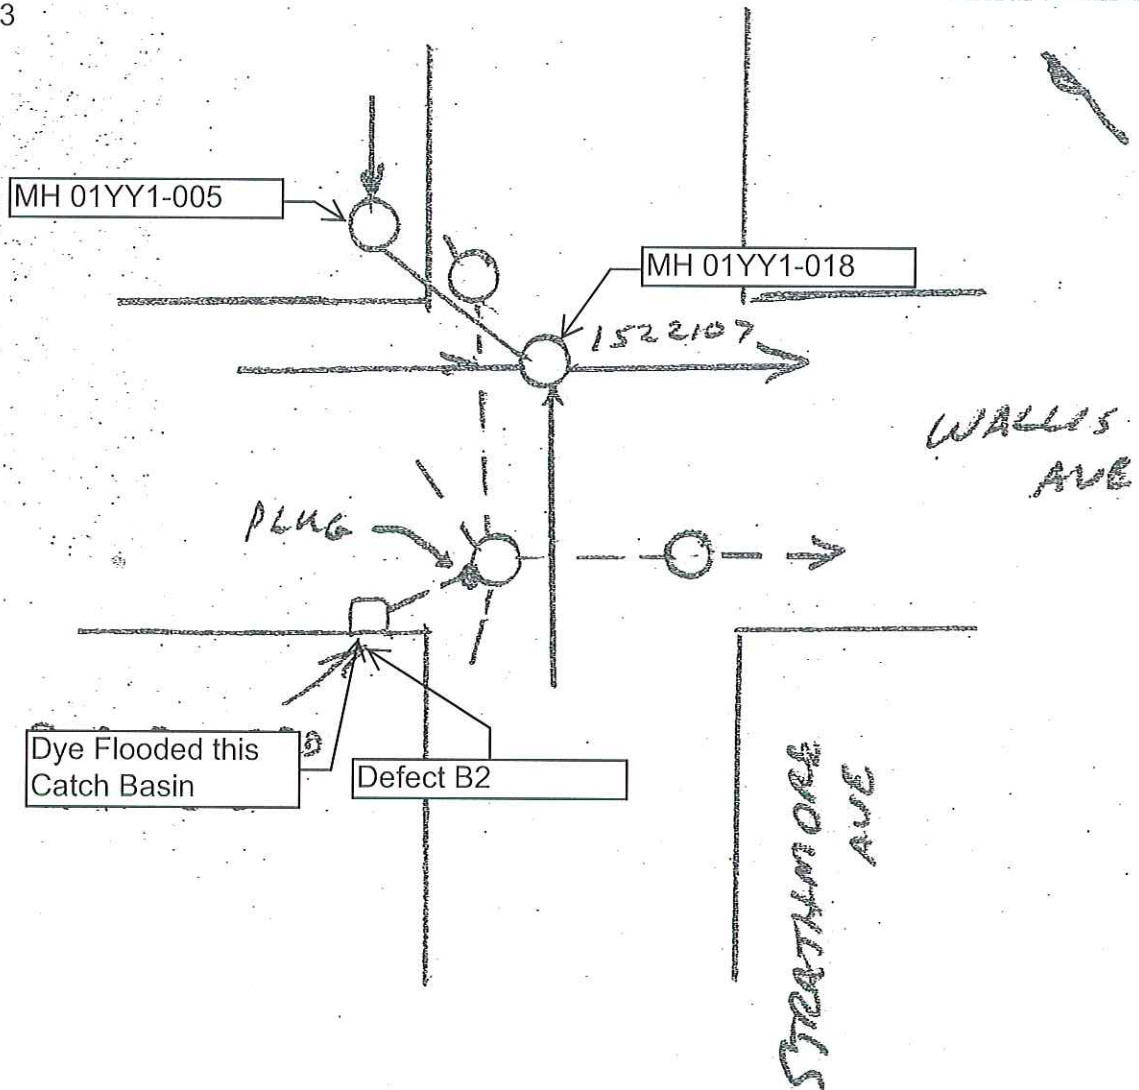 3
MH 01YY1-005
MH 01YY1-018
1522107
WALLIS
AVE
PLUG
Dye Flooded this
Catch Basin
Defect B2
STRATHMORE
AVE